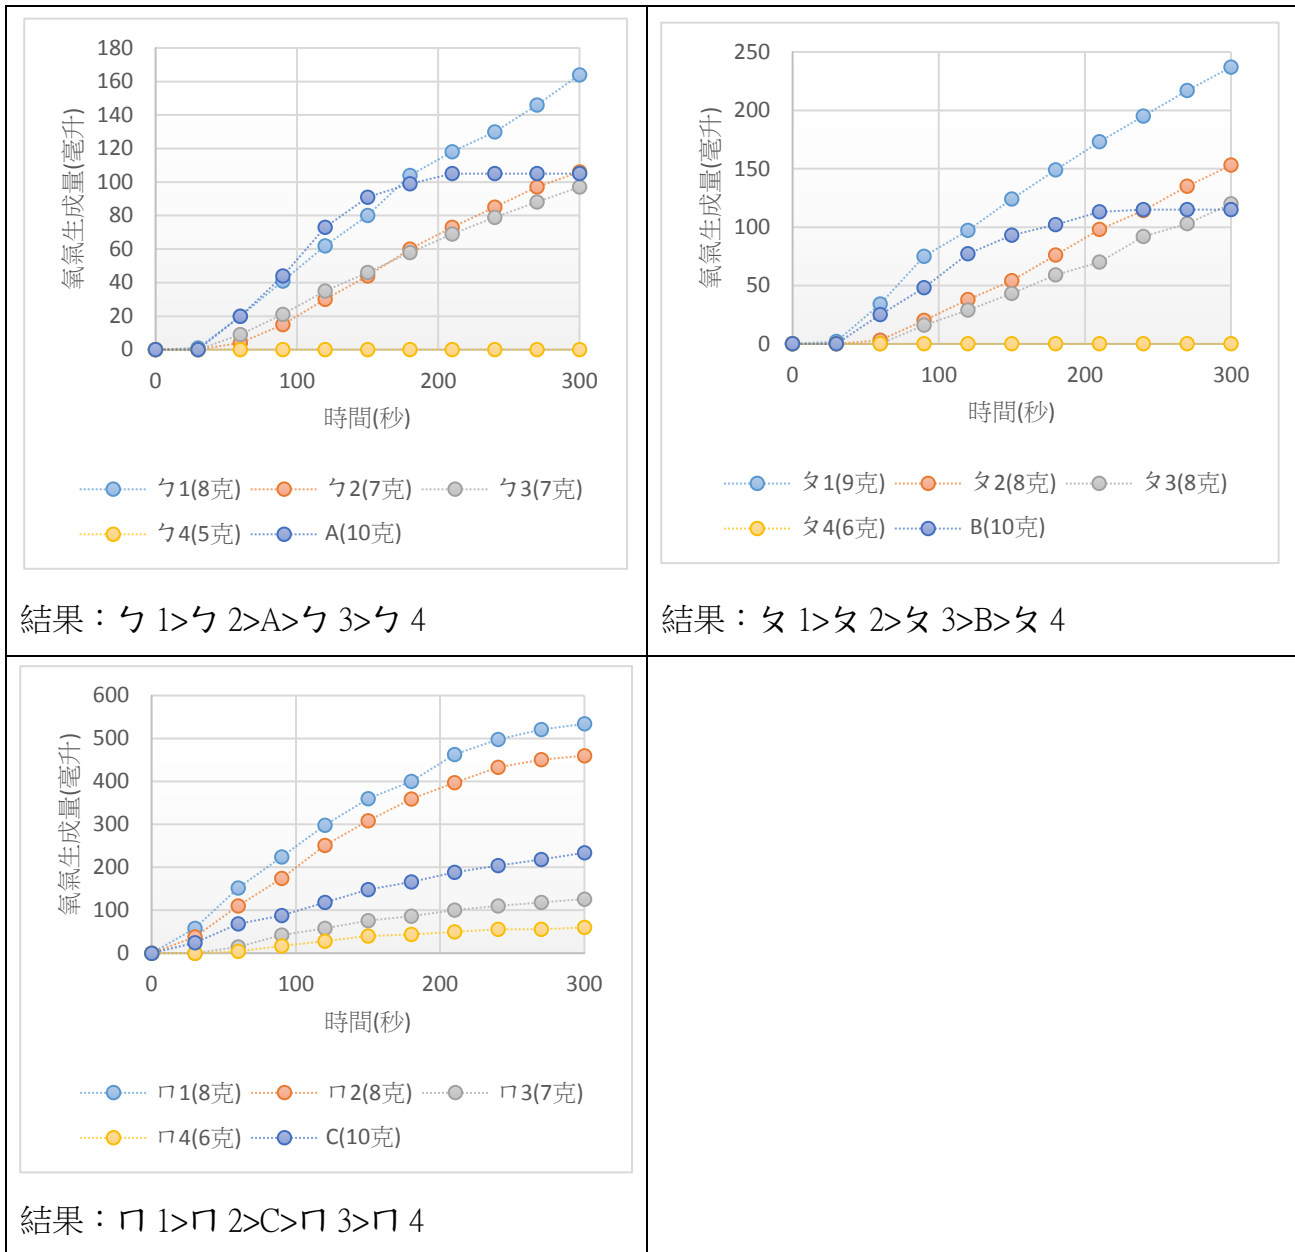 180
160
140
120
100
80
60
40
20
0
氧氣生成量(毫升)
0 100 200 300
時間(秒)
ㄅ1(8克) ㄅ2(7克) ㄅ3(7克)
ㄅ4(5克) A(10克)
結果：ㄅ 1>ㄅ 2>A>ㄅ 3>ㄅ 4
250
200
150
100
50
0
氧氣生成量(毫升)
0 100 200 300
時間(秒)
ㄆ1(9克) ㄆ2(8克) ㄆ3(8克)
ㄆ4(6克) B(10克)
結果：ㄆ 1>ㄆ 2>ㄆ 3>B>ㄆ 4
600
500
400
300
200
100
0
氧氣生成量(毫升)
0 100 200 300
時間(秒)
ㄇ1(8克) ㄇ2(8克) ㄇ3(7克)
ㄇ4(6克) C(10克)
結果：ㄇ 1>ㄇ 2>C>ㄇ 3>ㄇ 4